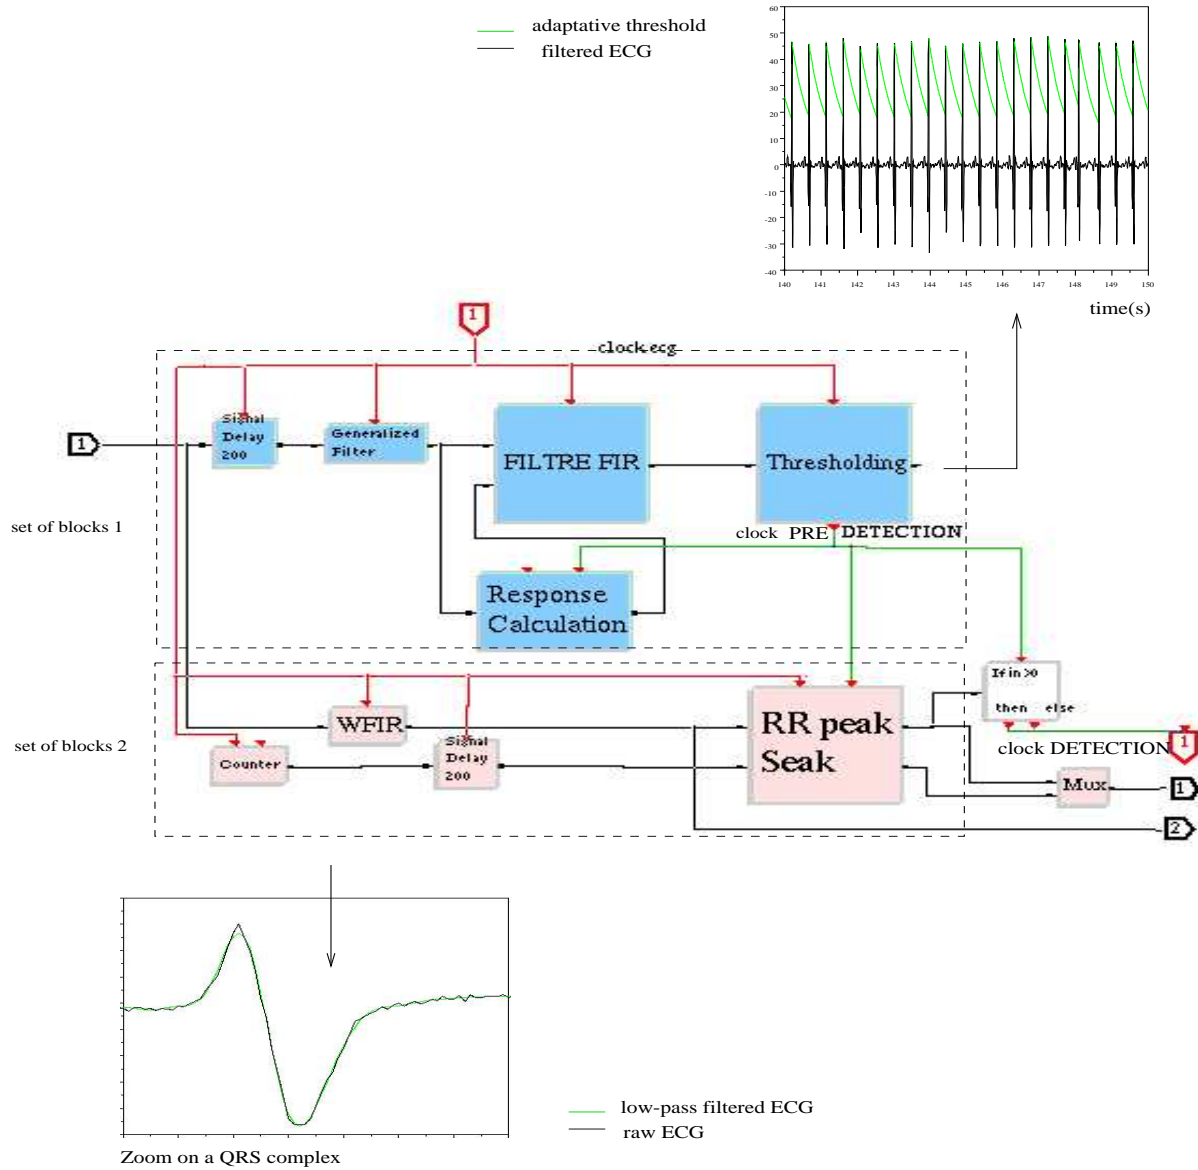 adaptative threshold
filtered ECG
60
50
40
30
20
10
0
-10
-20
-30
-40
140 141 142 143 144 145 146 147 148 149 150
time(s)
1
clock.ecg
Signal
Delay
200
Generalized
Filter
1
FILTRE FIR
Thresholding
set of blocks 1
clock PRE DETECTION
Response
Calculation
If in >0
then else
WFIR
RR peak
Seak
set of blocks 2
Signal
Delay
200
Counter
clock DETECTION
1
Mux
1
2
low-pass filtered ECG
raw ECG
Zoom on a QRS complex